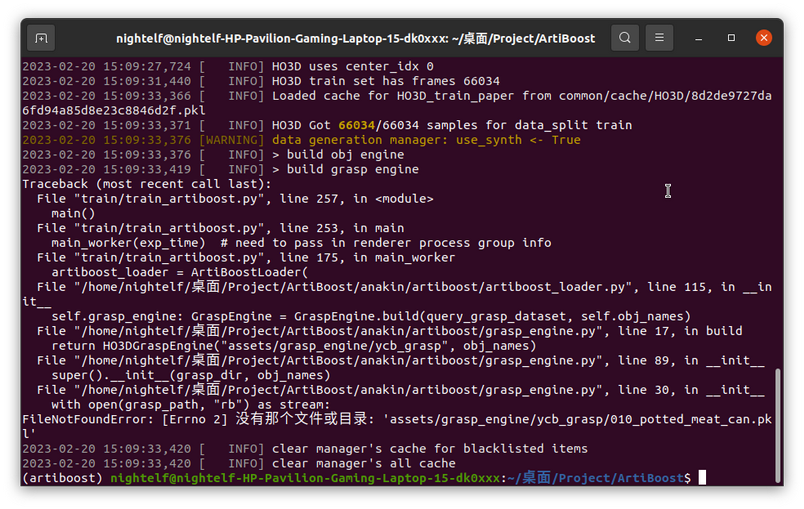 nightelf@nightelf-HP-Pavilion-Gaming-Laptop-15-dk0xxx: ~/桌面/Project/ArtiBoost
2023-02-20 15:09:27,724 [   INFO] HO3D uses center_idx 0
2023-02-20 15:09:31,440 [   INFO] HO3D train set has frames 66034
2023-02-20 15:09:33,366 [   INFO] Loaded cache for HO3D_train_paper from common/cache/HO3D/8d2de9727da
6fd94a85d8e23c8846d2f.pkl
2023-02-20 15:09:33,371 [   INFO] HO3D Got 66034/66034 samples for data_split train
2023-02-20 15:09:33,376 [WARNING] data generation manager: use_synth <- True
2023-02-20 15:09:33,376 [   INFO] > build obj engine
2023-02-20 15:09:33,419 [   INFO] > build grasp engine
Traceback (most recent call last):
  File "train/train_artiboost.py", line 257, in <module>
    main()
  File "train/train_artiboost.py", line 253, in main
    main_worker(exp_time)  # need to pass in renderer process group info
  File "train/train_artiboost.py", line 175, in main_worker
    artiboost_loader = ArtiBoostLoader(
  File "/home/nightelf/桌面/Project/ArtiBoost/anakin/artiboost/artiboost_loader.py", line 115, in __in
it__
    self.grasp_engine: GraspEngine = GraspEngine.build(query_grasp_dataset, self.obj_names)
  File "/home/nightelf/桌面/Project/ArtiBoost/anakin/artiboost/grasp_engine.py", line 17, in build
    return HO3DGraspEngine("assets/grasp_engine/ycb_grasp", obj_names)
  File "/home/nightelf/桌面/Project/ArtiBoost/anakin/artiboost/grasp_engine.py", line 89, in __init__
    super().__init__(grasp_dir, obj_names)
  File "/home/nightelf/桌面/Project/ArtiBoost/anakin/artiboost/grasp_engine.py", line 30, in __init__
    with open(grasp_path, "rb") as stream:
FileNotFoundError: [Errno 2] 没有那个文件或目录: 'assets/grasp_engine/ycb_grasp/010_potted_meat_can.pk
l'
2023-02-20 15:09:33,420 [   INFO] clear manager's cache for blacklisted items
2023-02-20 15:09:33,420 [   INFO] clear manager's all cache
(artiboost) nightelf@nightelf-HP-Pavilion-Gaming-Laptop-15-dk0xxx:~/桌面/Project/ArtiBoost$